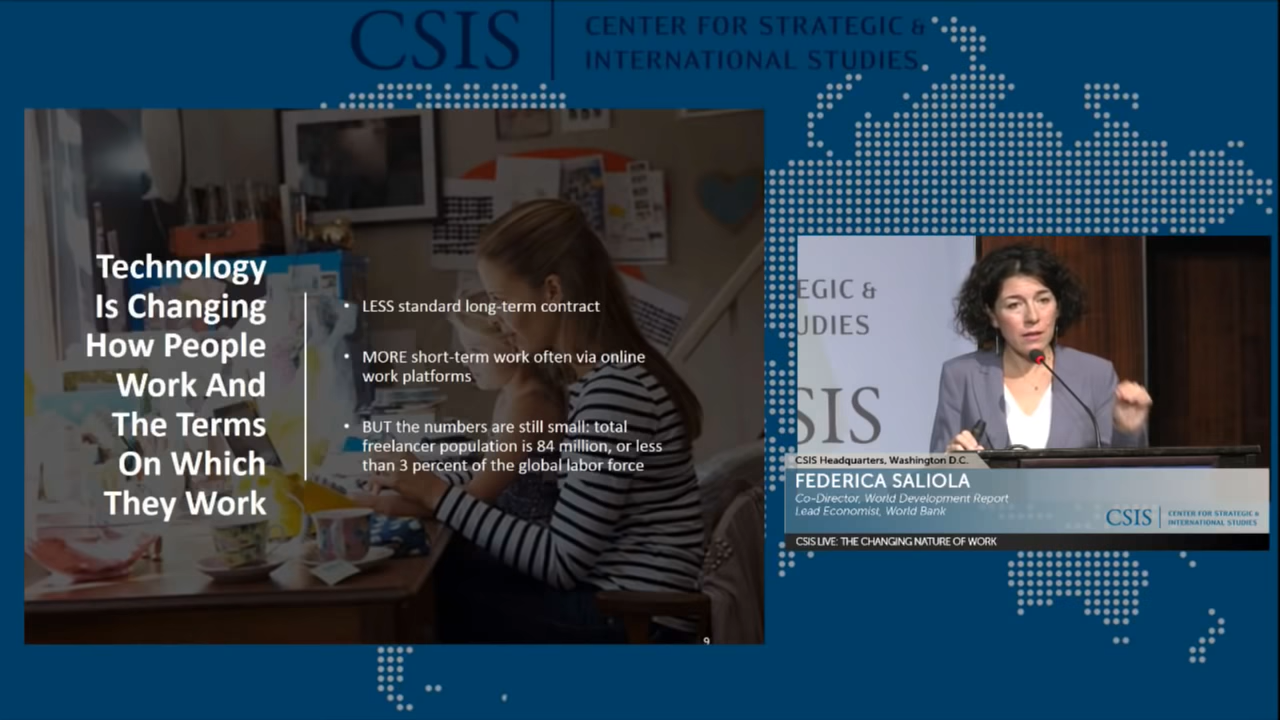 CSIS
CENTER FOR STRATEGIC &
INTERNATIONAL STUDIES
Technology
Is Changing
How People
Work And
The Terms
On Which
They Work
• LESS standard long-term contract
• MORE short-term work often via online
work platforms
• BUT the numbers are still small: total
freelancer population is 84 million, or less
than 3 percent of the global labor force
9
EGIC &
UDIES
SIS
CSIS Headquarters, Washington D.C.
FEDERICA SALIOLA
Co-Director, World Development Report
Lead Economist, World Bank
CSIS
CENTER FOR STRATEGIC &
INTERNATIONAL STUDIES
CSIS LIVE: THE CHANGING NATURE OF WORK